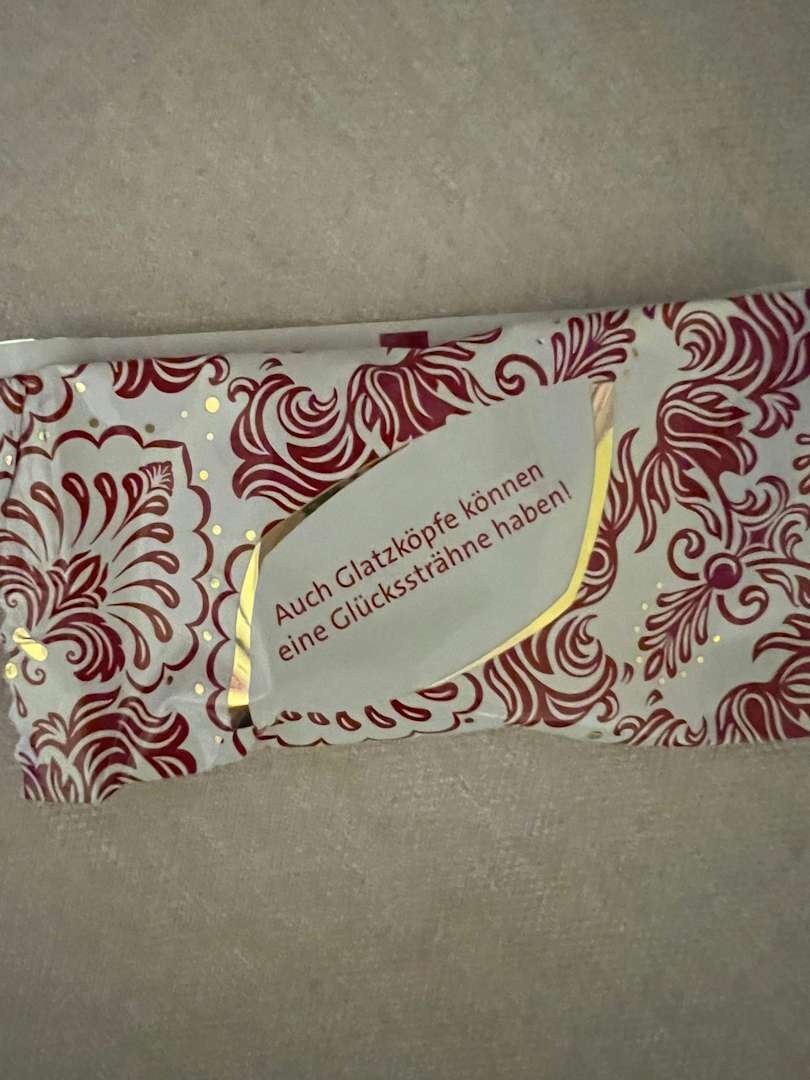 Auch Glatzköpfe können
eine Glückssträhne haben!